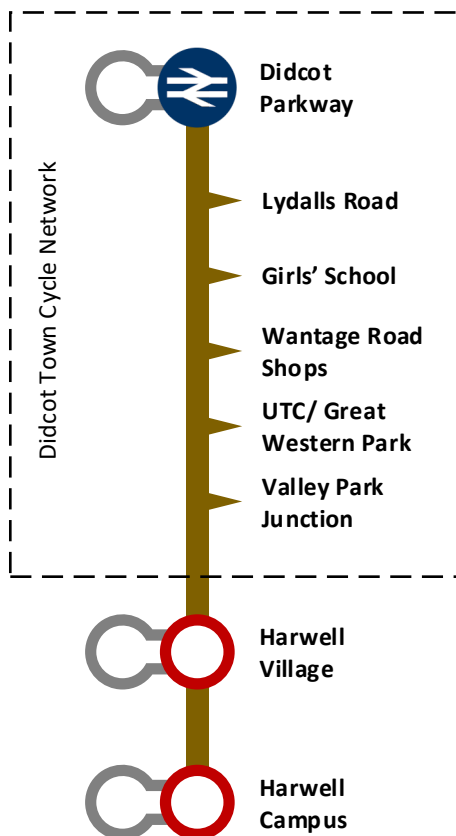 Didcot
Parkway
Lydalls Road
Girls' School
Wantage Road
Shops
UTC/ Great
Western Park
Valley Park
Junction
Didcot Town Cycle Network
Harwell
Village
Harwell
Campus